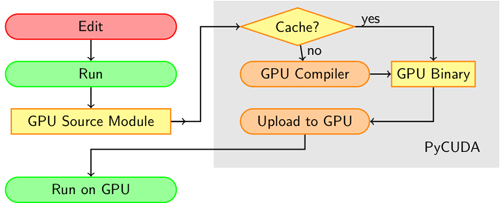 Edit
Run
GPU Source Module
Cache?
yes
no
GPU Compiler
GPU Binary
Upload to GPU
PyCUDA
Run on GPU